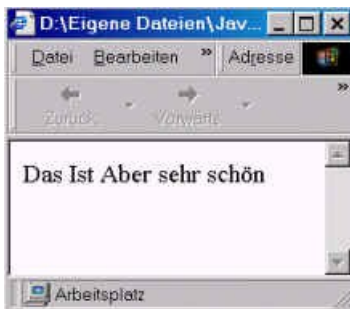 D:\Eigene Dateien\Jav...
Datei Bearbeiten » Adresse
»
Zurück Vorwärts
Das Ist Aber sehr schön
Arbeitsplatz